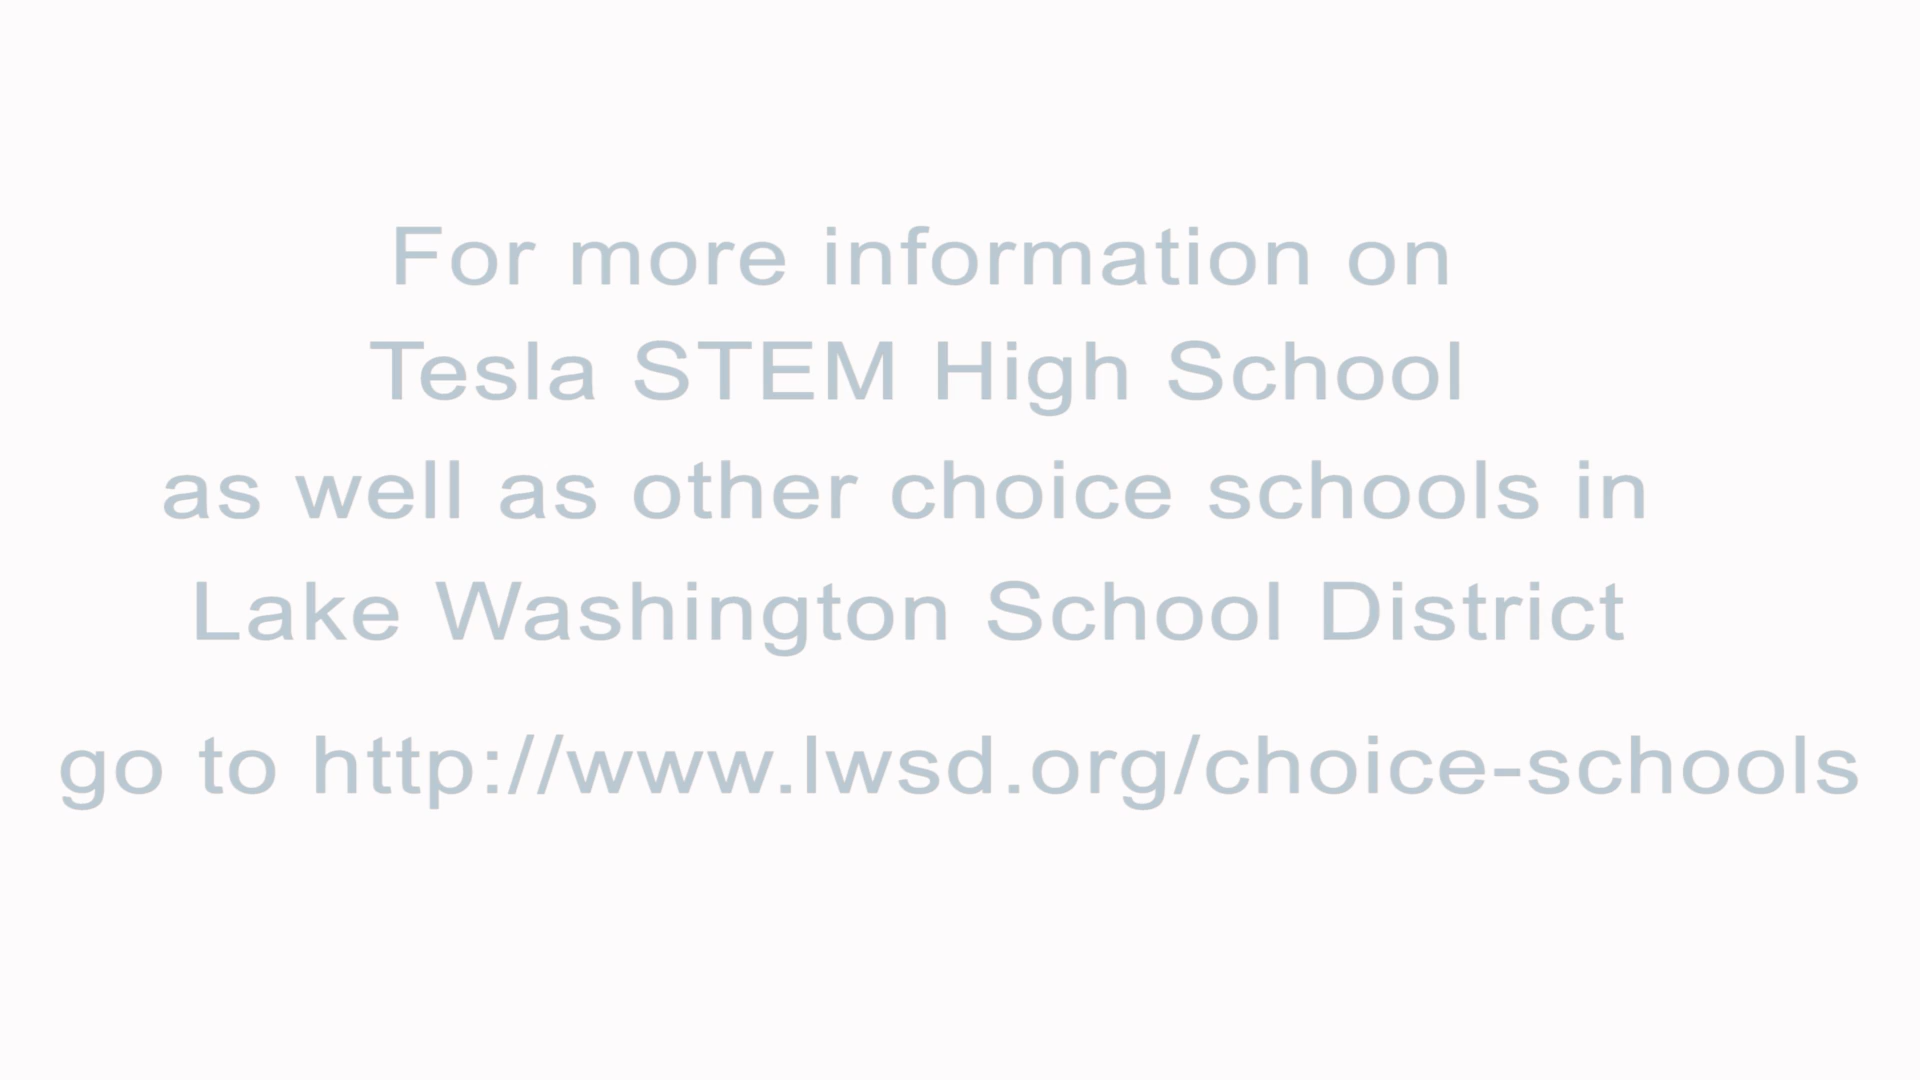 For more information on
Tesla STEM High School
as well as other choice schools in
Lake Washington School District
go to http://www.lwsd.org/choice-schools